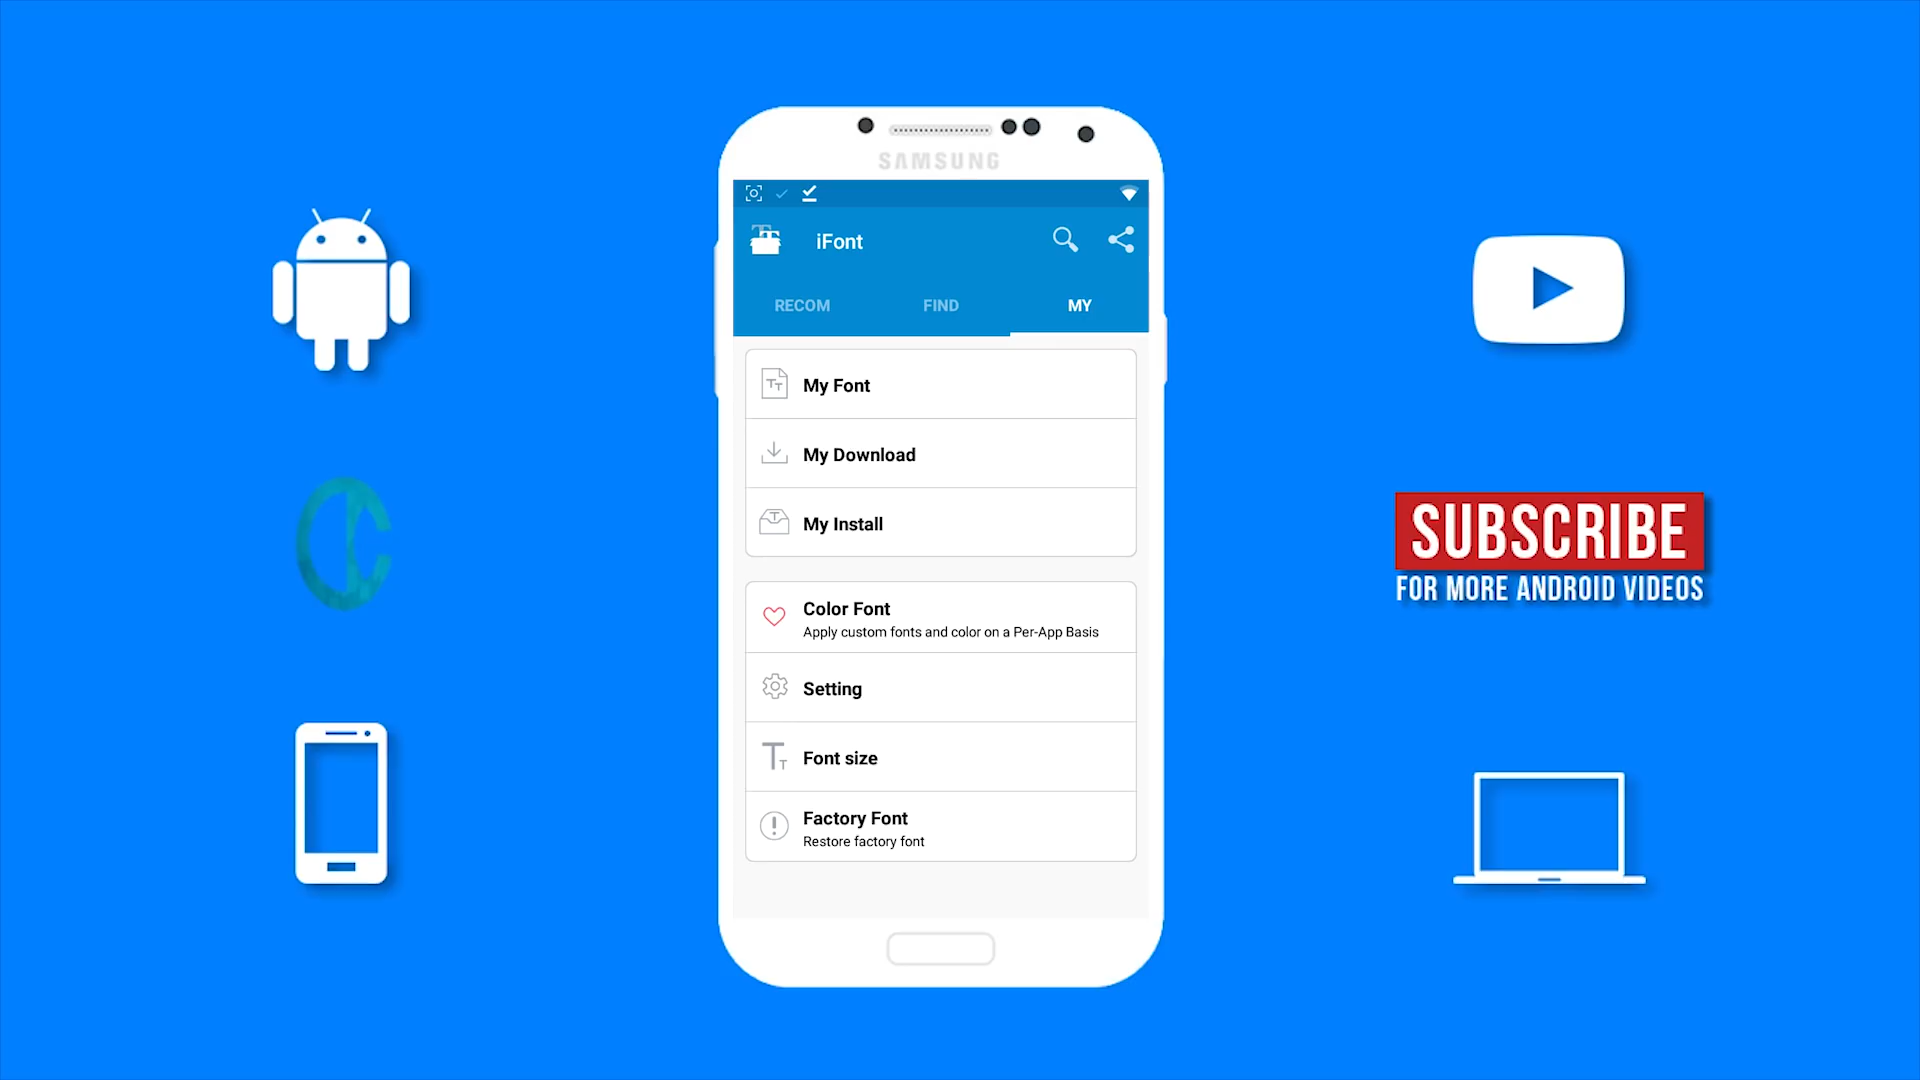 SAMSUNG
iFont
RECOM FIND MY
My Font
My Download
My Install
Color Font
Apply custom fonts and color on a Per-App Basis
Setting
Font size
Factory Font
Restore factory font
SUBSCRIBE
FOR MORE ANDROID VIDEOS